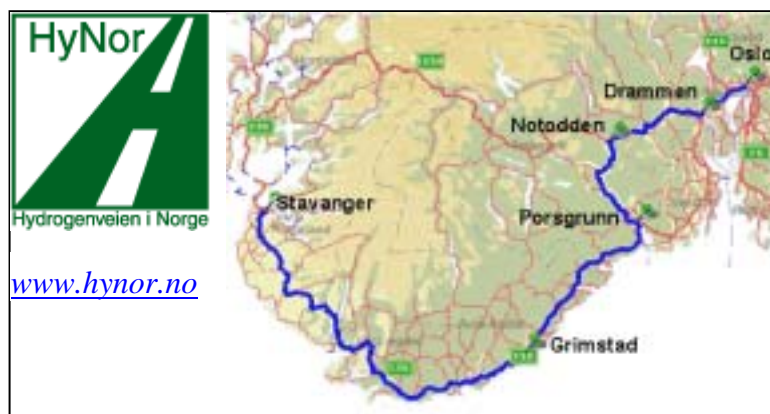 HyNor
Hydrogenveien i Norge
www.hynor.no
Oslo
Drammen
Notodden
Stavanger
Porsgrunn
Grimstad